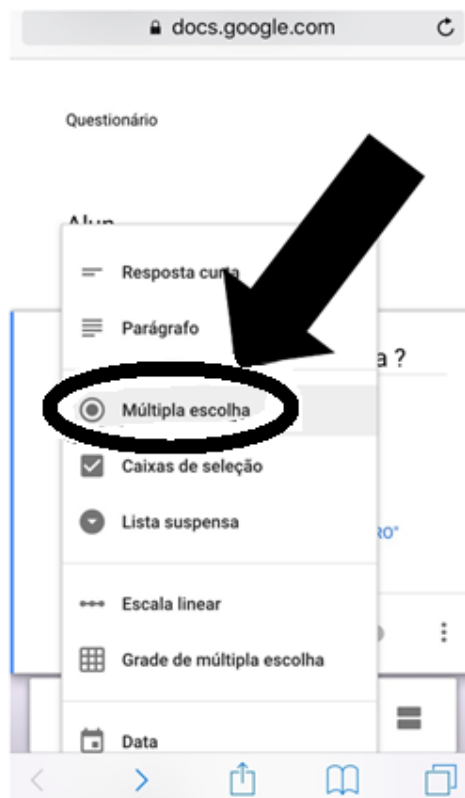 docs.google.com
Questionário
Resposta curta
Parágrafo
a ?
Múltipla escolha
Caixas de seleção
Lista suspensa
RO"
Escala linear
Grade de múltipla escolha
Data